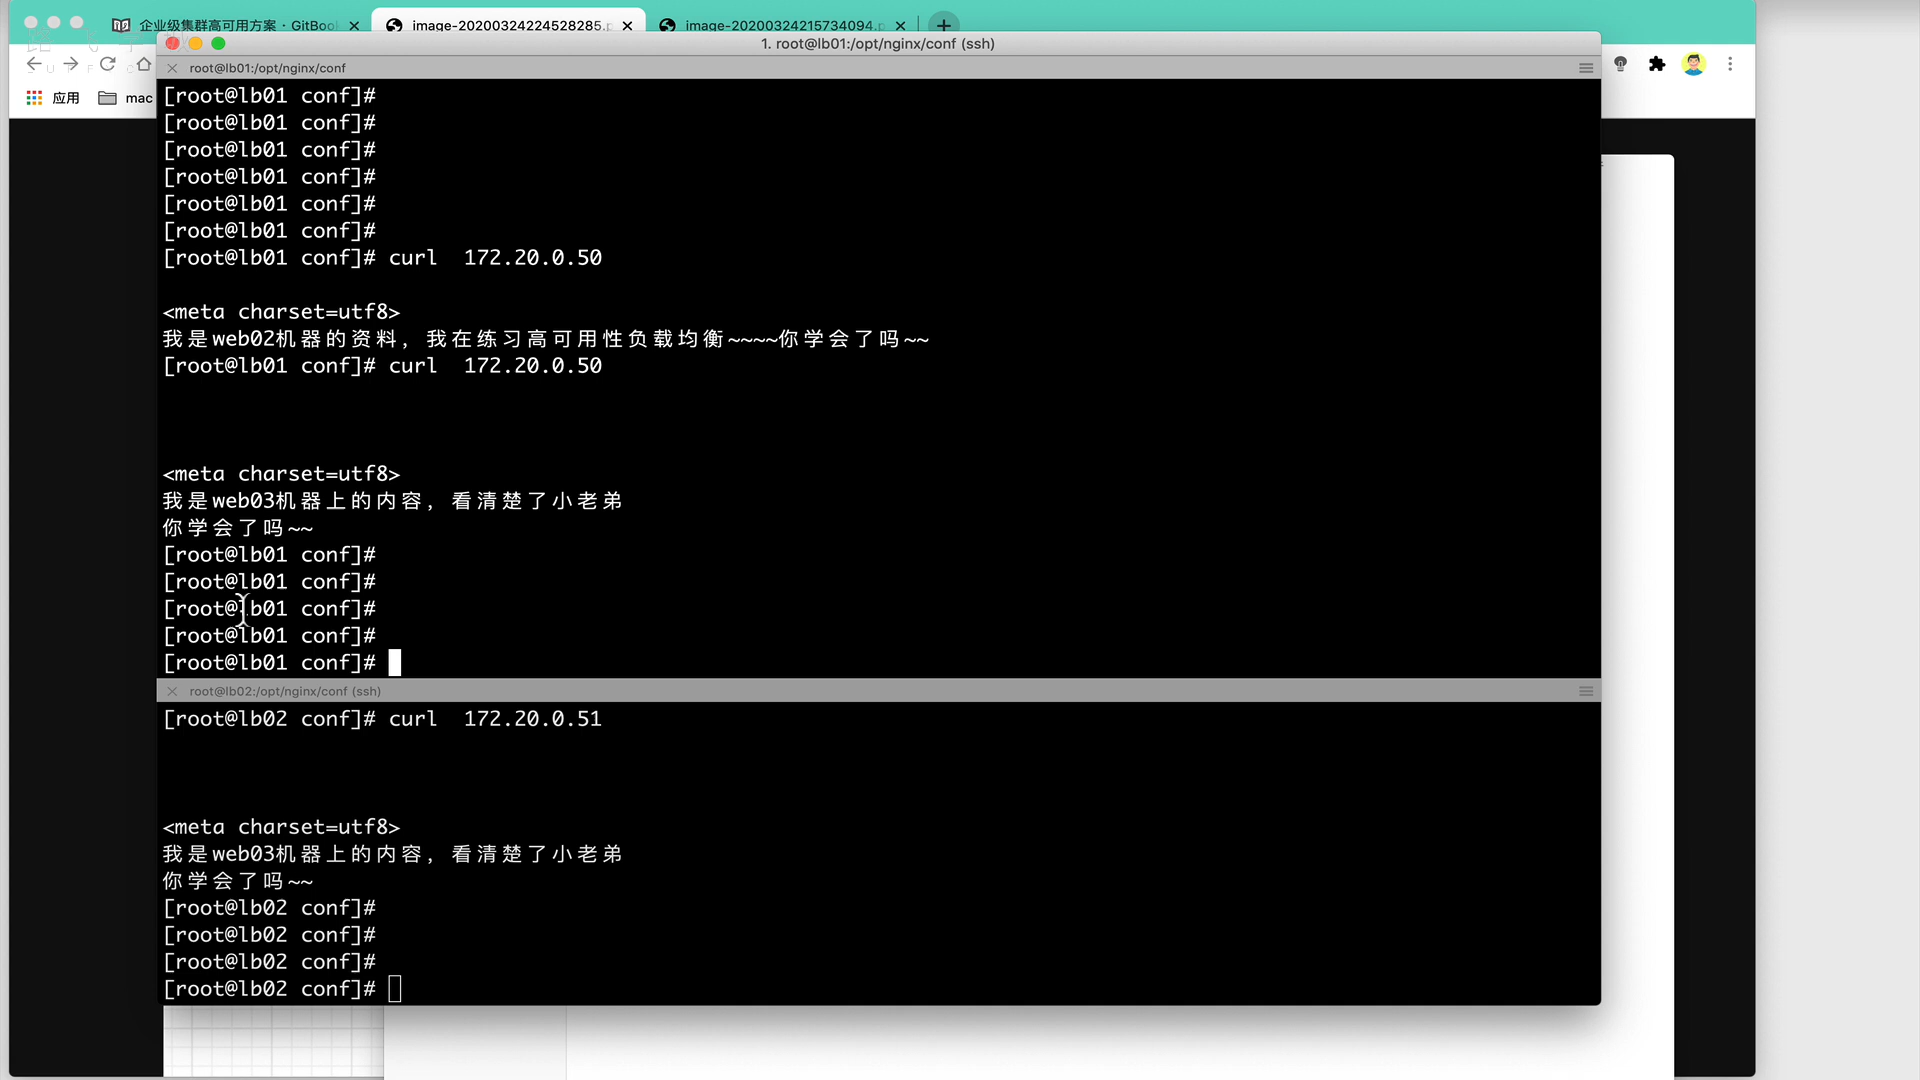 企业级集群高可用方案 · GitBook
image-20200324224528285.p
image-20200324215734094.p
1. root@lb01:/opt/nginx/conf (ssh)
root@lb01:/opt/nginx/conf
应用
mac
[root@lb01 conf]#
[root@lb01 conf]#
[root@lb01 conf]#
[root@lb01 conf]#
[root@lb01 conf]#
[root@lb01 conf]#
[root@lb01 conf]# curl  172.20.0.50
<meta charset=utf8>
我是web02机器的资料，我在练习高可用性负载均衡~~~~你学会了吗~~
[root@lb01 conf]# curl  172.20.0.50
<meta charset=utf8>
我是web03机器上的内容，看清楚了小老弟
你学会了吗~~
[root@lb01 conf]#
[root@lb01 conf]#
[root@lb01 conf]#
[root@lb01 conf]#
[root@lb01 conf]#
root@lb02:/opt/nginx/conf (ssh)
[root@lb02 conf]# curl  172.20.0.51
<meta charset=utf8>
我是web03机器上的内容，看清楚了小老弟
你学会了吗~~
[root@lb02 conf]#
[root@lb02 conf]#
[root@lb02 conf]#
[root@lb02 conf]#